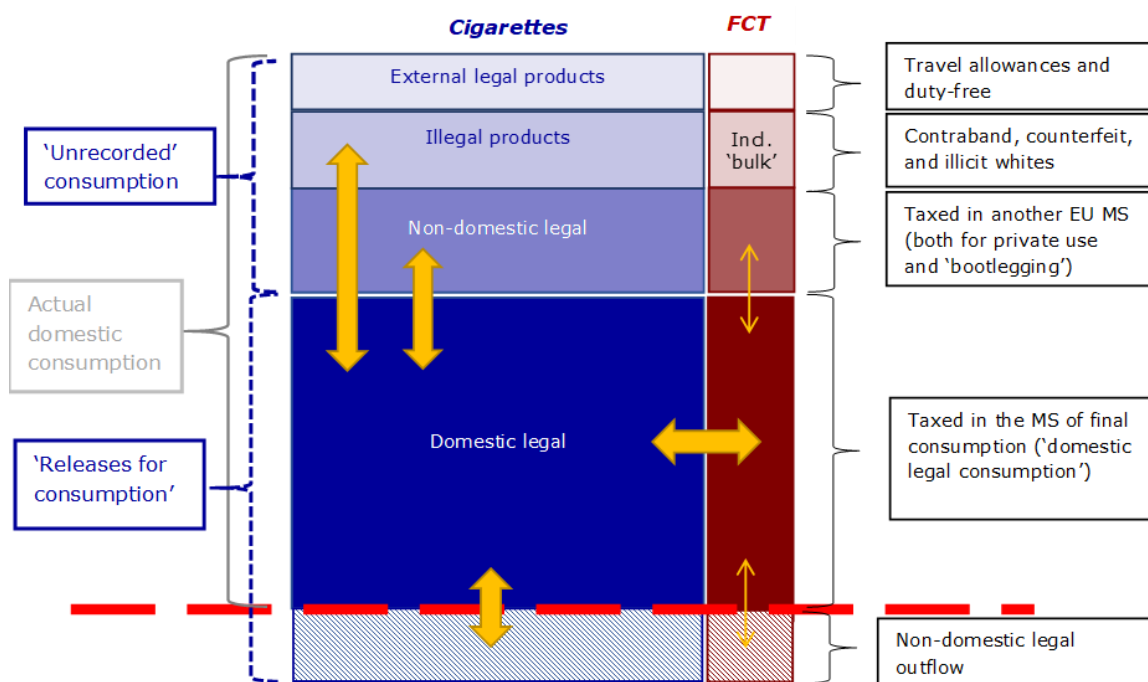 Cigarettes
FCT
External legal products
Travel allowances and
duty-free
Illegal products
Ind.
‘bulk’
Contraband, counterfeit,
and illicit whites
‘Unrecorded’
consumption
Non-domestic legal
Taxed in another EU MS
(both for private use
and ‘bootlegging’)
Actual
domestic
consumption
Domestic legal
Taxed in the MS of final
consumption (‘domestic
legal consumption’)
‘Releases for
consumption’
Non-domestic legal
outflow